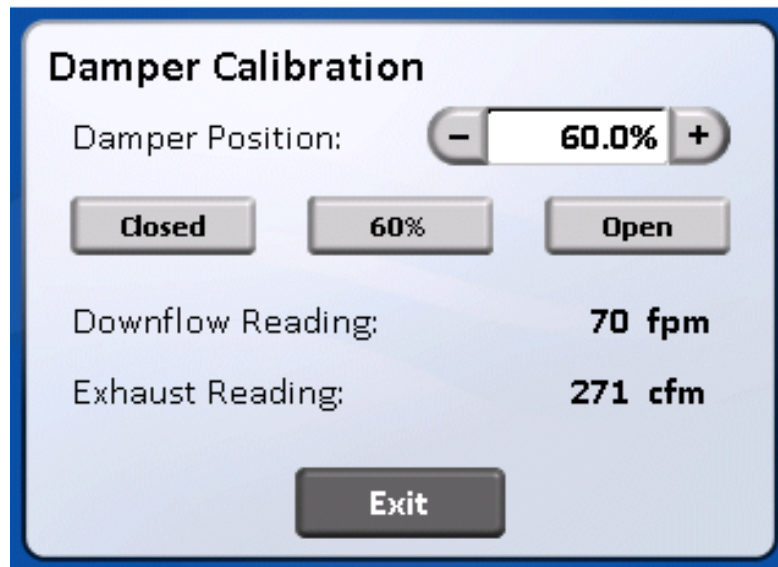 Damper Calibration
Damper Position: - 60.0% +
Closed 60% Open
Downflow Reading: 70 fpm
Exhaust Reading: 271 cfm
Exit